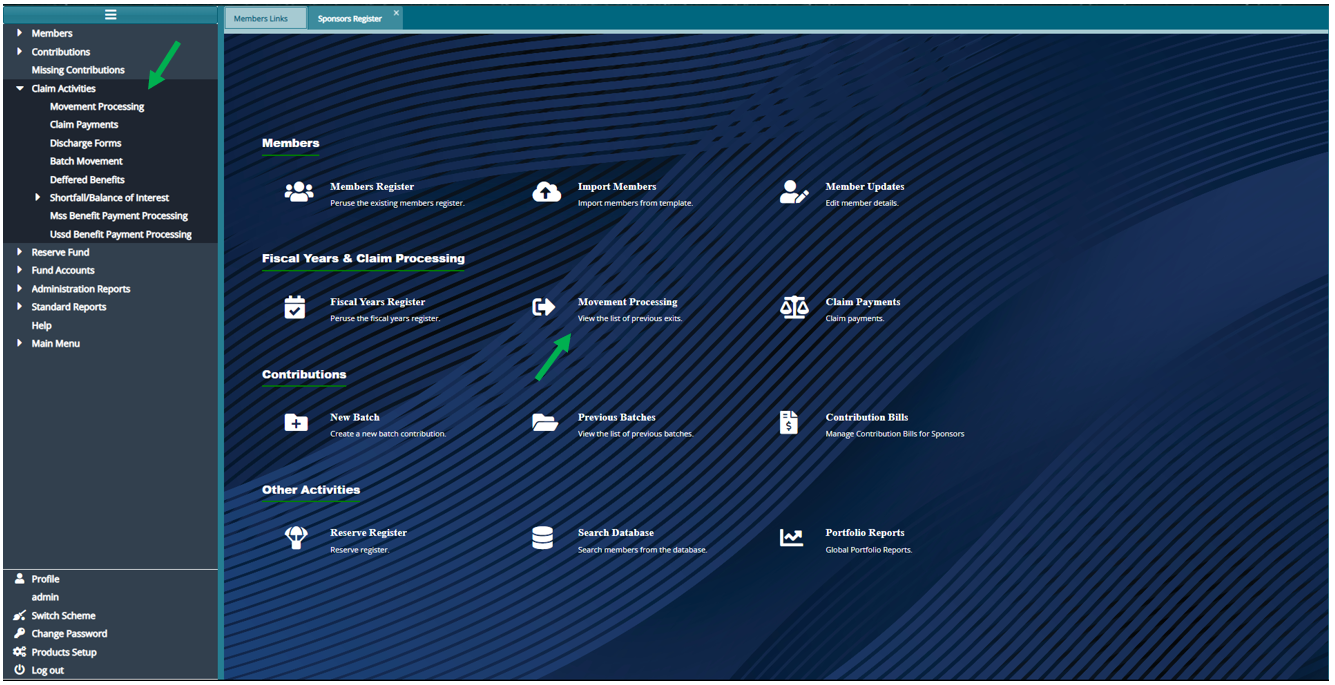 Members
Contributions
Missing Contributions
Claim Activities
Movement Processing
Claim Payments
Discharge Forms
Batch Movement
Deffered Benefits
Shortfall/Balance of Interest
Mss Benefit Payment Processing
Ussd Benefit Payment Processing
Reserve Fund
Fund Accounts
Administration Reports
Standard Reports
Help
Main Menu
Profile
admin
Switch Scheme
Change Password
Products Setup
Log out
Members Links
Sponsors Register
Members
Members Register
Peruse the existing members register.
Import Members
Import members from template.
Member Updates
Edit member details.
Fiscal Years & Claim Processing
Fiscal Years Register
Peruse the fiscal years register.
Movement Processing
View the list of previous exits.
Claim Payments
Claim payments.
Contributions
New Batch
Create a new batch contribution.
Previous Batches
View the list of previous batches.
Contribution Bills
Manage Contribution Bills for Sponsors
Other Activities
Reserve Register
Reserve register.
Search Database
Search members from the database.
Portfolio Reports
Global Portfolio Reports.